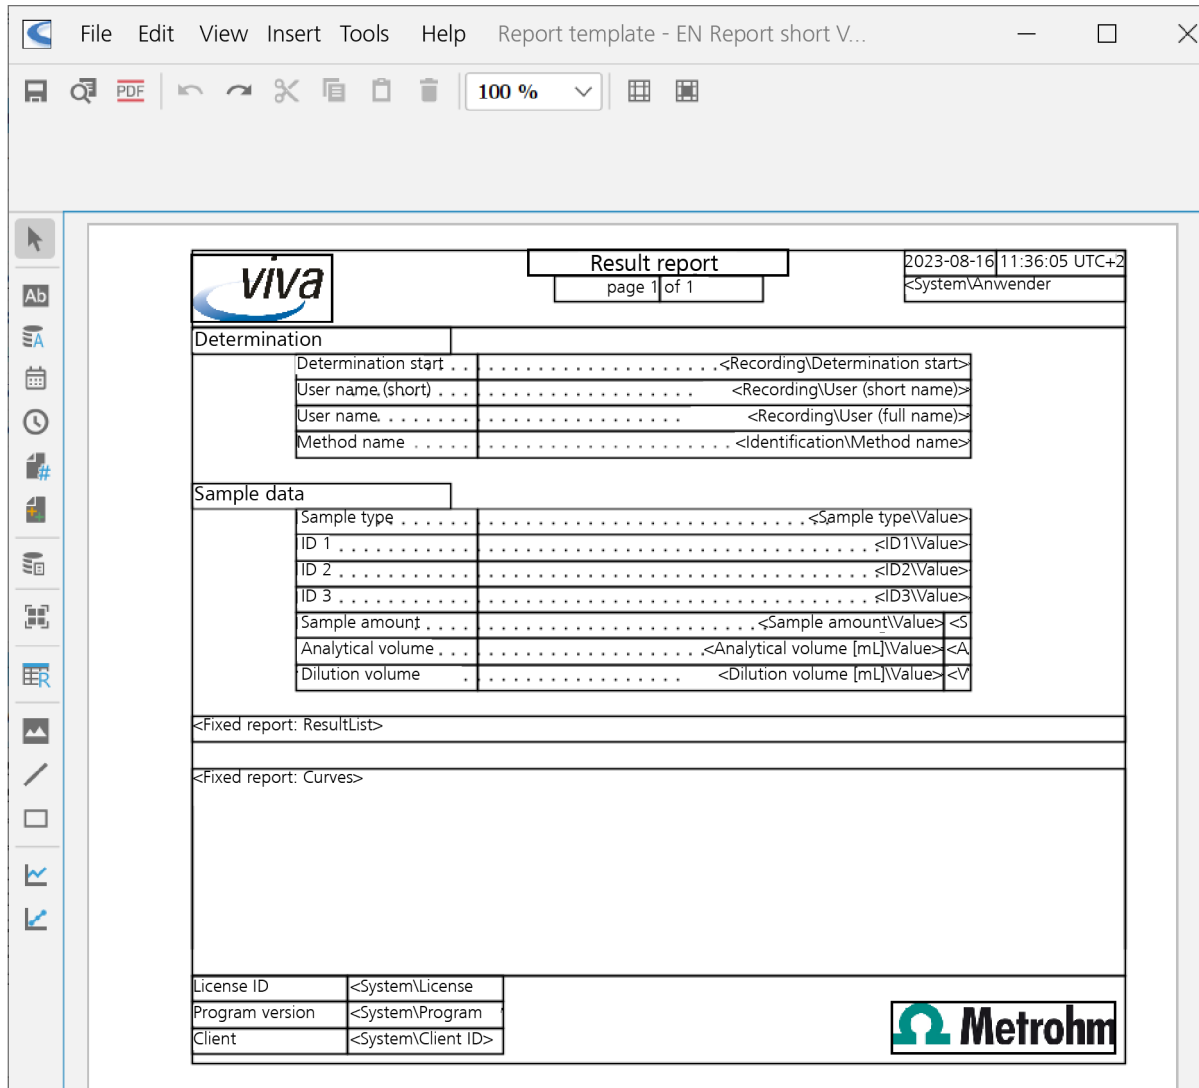 File Edit View Insert Tools Help Report template - EN Report short V...
PDF 100 %
Ab
A
#
R
viva
Result report
page 1 of 1
2023-08-16 11:36:05 UTC+2
<System\Anwender
Determination
Determination start . . . . . . . . . . . . . . . . . . . . . . . <Recording\Determination start>
User name (short) . . . . . . . . . . . . . . . . . . . . . . <Recording\User (short name)>
User name . . . . . . . . . . . . . . . . . . . . . . . . . . <Recording\User (full name)>
Method name . . . . . . . . . . . . . . . . . . . . . . . . . . <Identification\Method name>
Sample data
Sample type . . . . . . . . . . . . . . . . . . . . . . . . . . . . . . . . . . . <Sample type\Value>
ID 1 . . . . . . . . . . . . . . . . . . . . . . . . . . . . . . . . . . . . . . . . . . . . <ID1\Value>
ID 2 . . . . . . . . . . . . . . . . . . . . . . . . . . . . . . . . . . . . . . . . . . . . <ID2\Value>
ID 3 . . . . . . . . . . . . . . . . . . . . . . . . . . . . . . . . . . . . . . . . . . . . <ID3\Value>
Sample amount . . . . . . . . . . . . . . . . . . . . . . . . . . . <Sample amount\Value> <S
Analytical volume . . . . . . . . . . . . . . . . . . . . . . <Analytical volume [mL]\Value> <A
Dilution volume . . . . . . . . . . . . . . . . . . <Dilution volume [mL]\Value> <V
<Fixed report: ResultList>
<Fixed report: Curves>
License ID <System\License
Program version <System\Program
Client <System\Client ID>
Metrohm